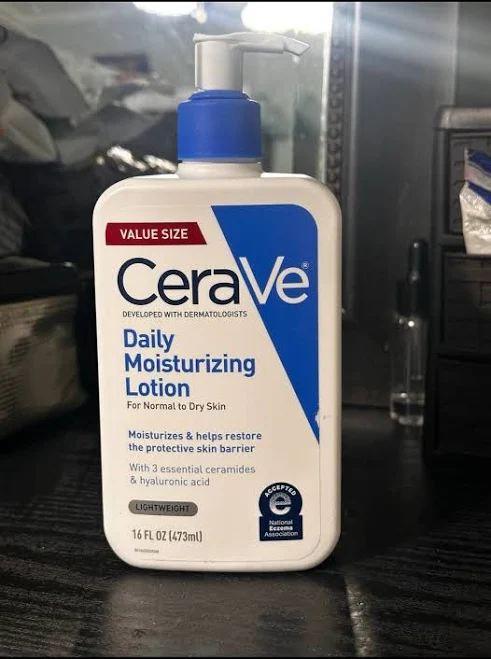 VALUE SIZE
CeraVe®
DEVELOPED WITH DERMATOLOGISTS
Daily
Moisturizing
Lotion
For Normal to Dry Skin
Moisturizes & helps restore
the protective skin barrier
With 3 essential ceramides
& hyaluronic acid
LIGHTWEIGHT
16 FL OZ (473ml)
ACCEPTED
National
Eczema
Association